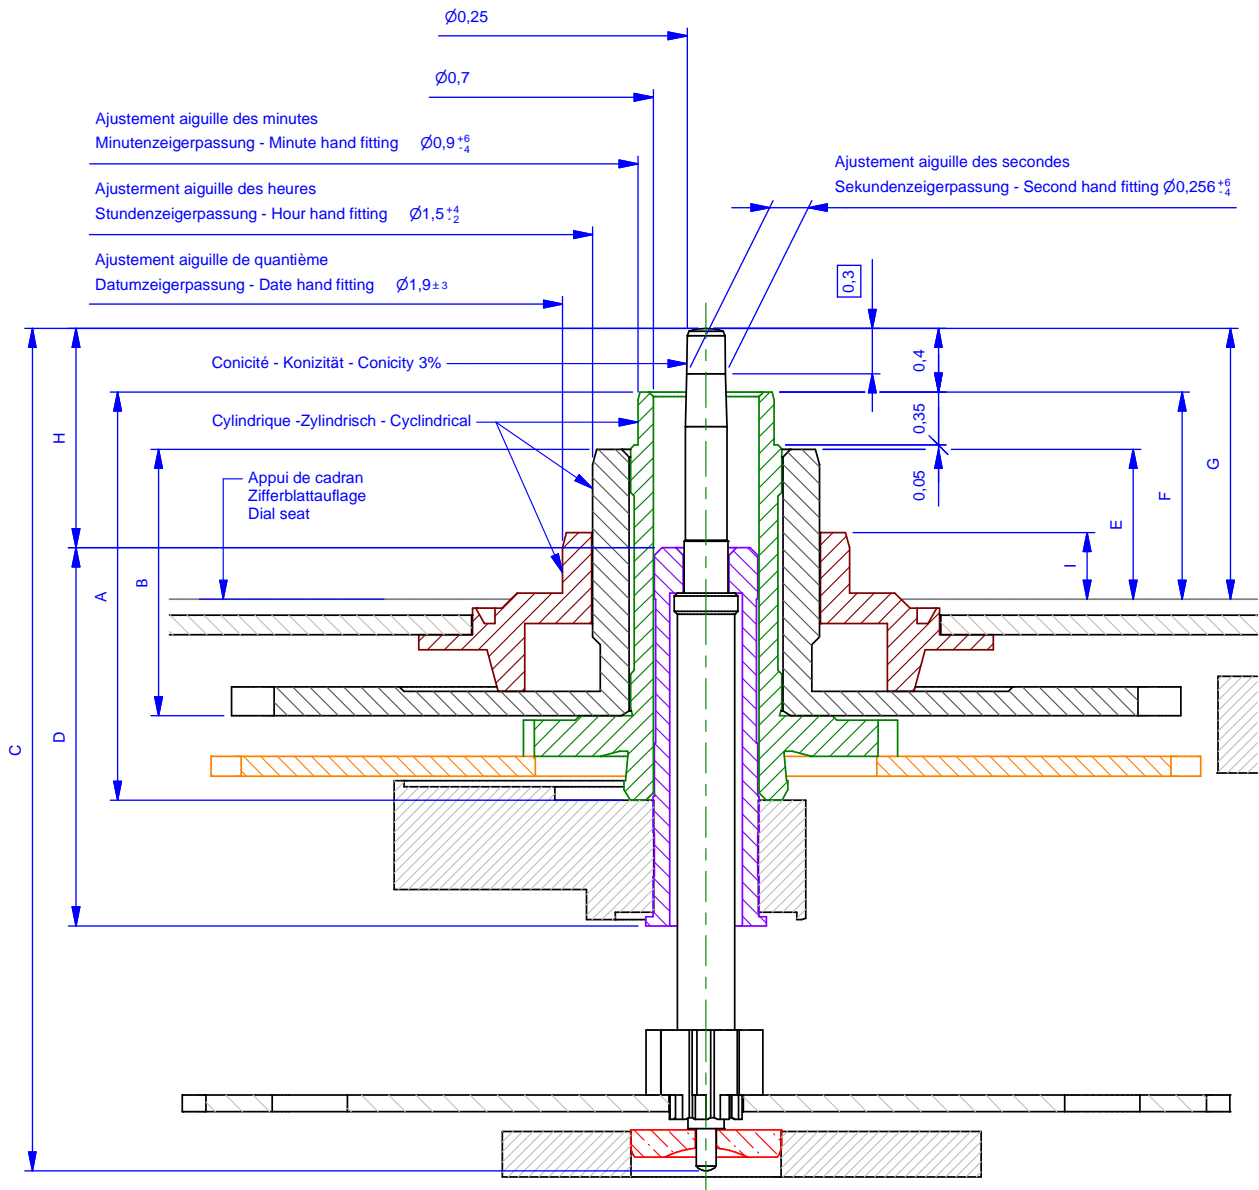 Ø0,25
Ø0,7
Ajustement aiguille des minutes
Minutenzeigerpassung - Minute hand fitting Ø0,9 +6 -4
Ajustement aiguille des secondes
Sekundenzeigerpassung - Second hand fitting Ø0,256 +6 -4
Ajusterment aiguille des heures
Stundenzeigerpassung - Hour hand fitting Ø1,5 +4 -2
Ajustement aiguille de quantième
Datumzeigerpassung - Date hand fitting Ø1,9 ±3
0,3
Conicité - Konizität - Conicity 3%
0,4
Cylindrique -Zylindrisch - Cyclindrical
0,35
0,05
H
G
F
E
I
Appui de cadran
Zifferblattauflage
Dial seat
A
B
C
D